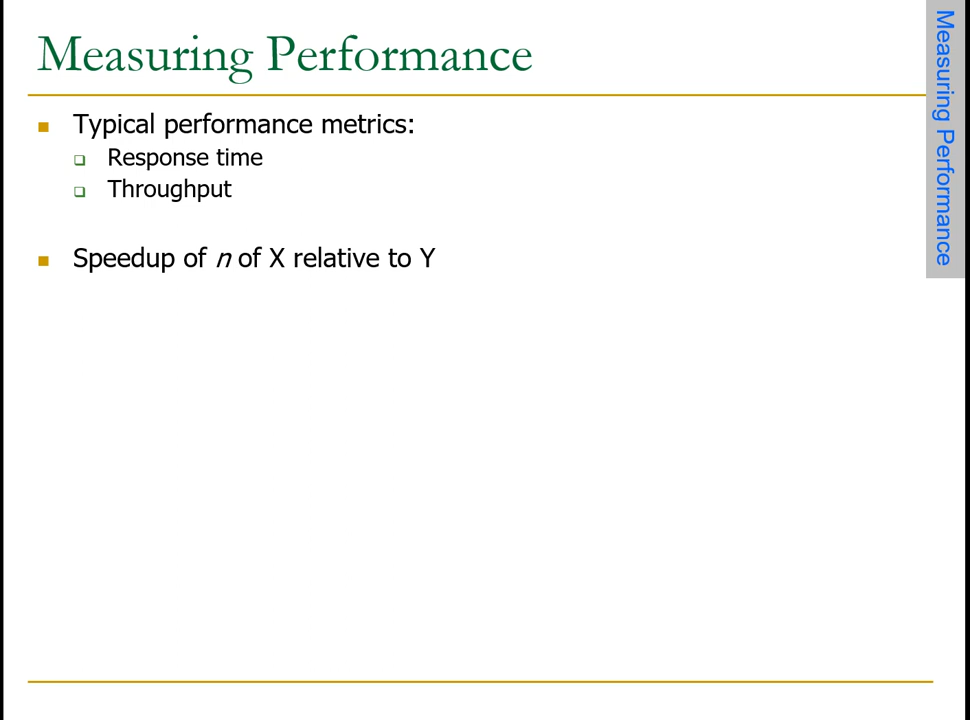 Measuring Performance
Typical performance metrics:
Response time
Throughput
Speedup of n of X relative to Y
Measuring Performance